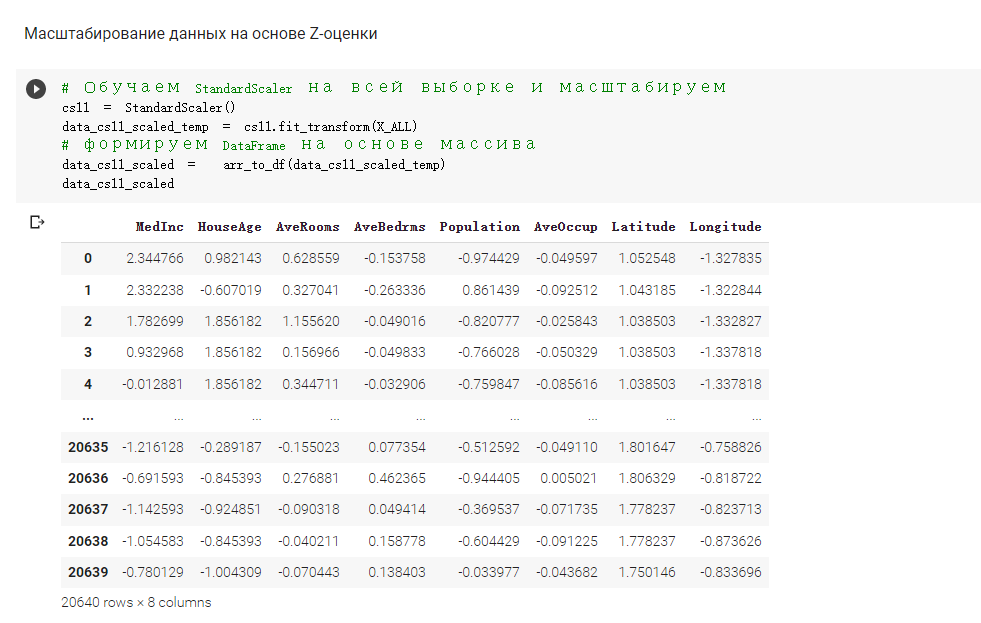 Масштабирование данных на основе Z-оценки
# Обучаем StandardScaler на всей выборке и масштабируем
cs11 = StandardScaler()
data_cs11_scaled_temp = cs11.fit_transform(X_ALL)
# формируем DataFrame на основе массива
data_cs11_scaled = arr_to_df(data_cs11_scaled_temp)
data_cs11_scaled
MedInc HouseAge AveRooms AveBedrms Population AveOccup Latitude Longitude
0 2.344766 0.982143 0.628559 -0.153758 -0.974429 -0.049597 1.052548 -1.327835
1 2.332238 -0.607019 0.327041 -0.263336 0.861439 -0.092512 1.043185 -1.322844
2 1.782699 1.856182 1.155620 -0.049016 -0.820777 -0.025843 1.038503 -1.332827
3 0.932968 1.856182 0.156966 -0.049833 -0.766028 -0.050329 1.038503 -1.337818
4 -0.012881 1.856182 0.344711 -0.032906 -0.759847 -0.085616 1.038503 -1.337818
... ... ... ... ... ... ... ... ...
20635 -1.216128 -0.289187 -0.155023 0.077354 -0.512592 -0.049110 1.801647 -0.758826
20636 -0.691593 -0.845393 0.276881 0.462365 -0.944405 0.005021 1.806329 -0.818722
20637 -1.142593 -0.924851 -0.090318 0.049414 -0.369537 -0.071735 1.778237 -0.823713
20638 -1.054583 -0.845393 -0.040211 0.158778 -0.604429 -0.091225 1.778237 -0.873626
20639 -0.780129 -1.004309 -0.070443 0.138403 -0.033977 -0.043682 1.750146 -0.833696
20640 rows × 8 columns